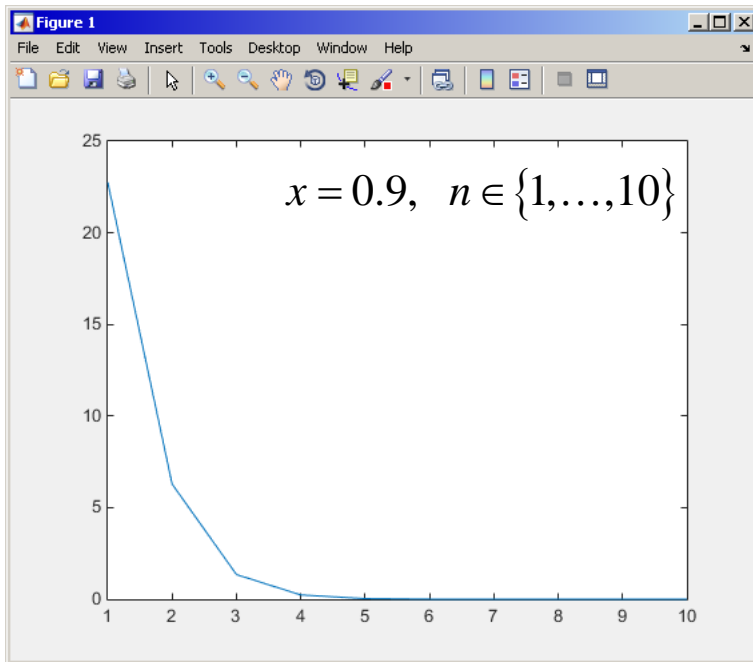 Figure 1
File Edit View Insert Tools Desktop Window Help
x = 0.9, n ∈ {1,…,10}
25
20
15
10
5
0
1 2 3 4 5 6 7 8 9 10